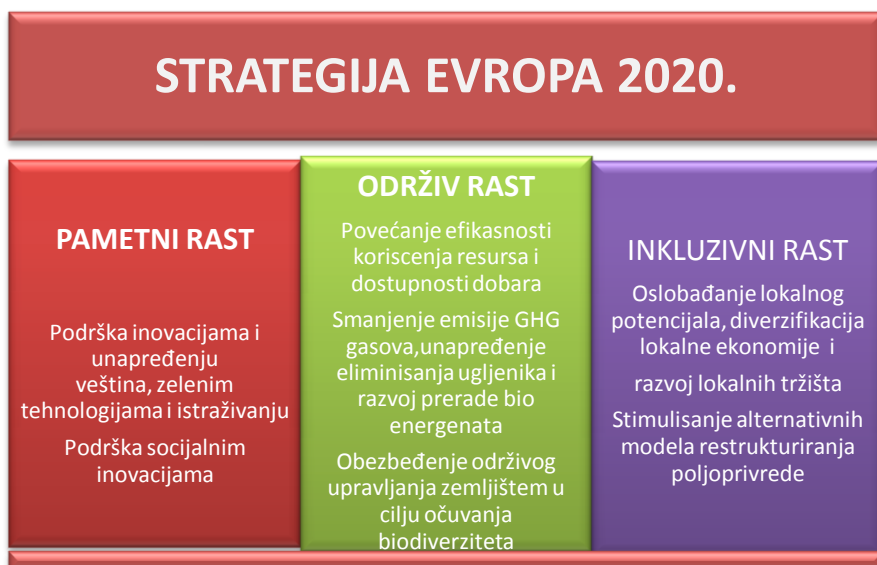 STRATEGIJA EVROPA 2020.
PAMETNI RAST
Podrška inovacijama i
unapređenju
veština, zelenim
tehnologijama i istraživanju
Podrška socijalnim
inovacijama
ODRŽIV RAST
Povećanje efikasnosti
koriscenja resursa i
dostupnosti dobara
Smanjenje emisije GHG
gasova,unapređenje
eliminisanja ugljenika i
razvoj prerade bio
energenata
Obezbeđenje održivog
upravljanja zemljištem u
cilju očuvanja
biodiverziteta
INKLUZIVNI RAST
Oslobađanje lokalnog
potencijala, diverzifikacija
lokalne ekonomije i
razvoj lokalnih tržišta
Stimulisanje alternativnih
modela restrukturiranja
poljoprivrede